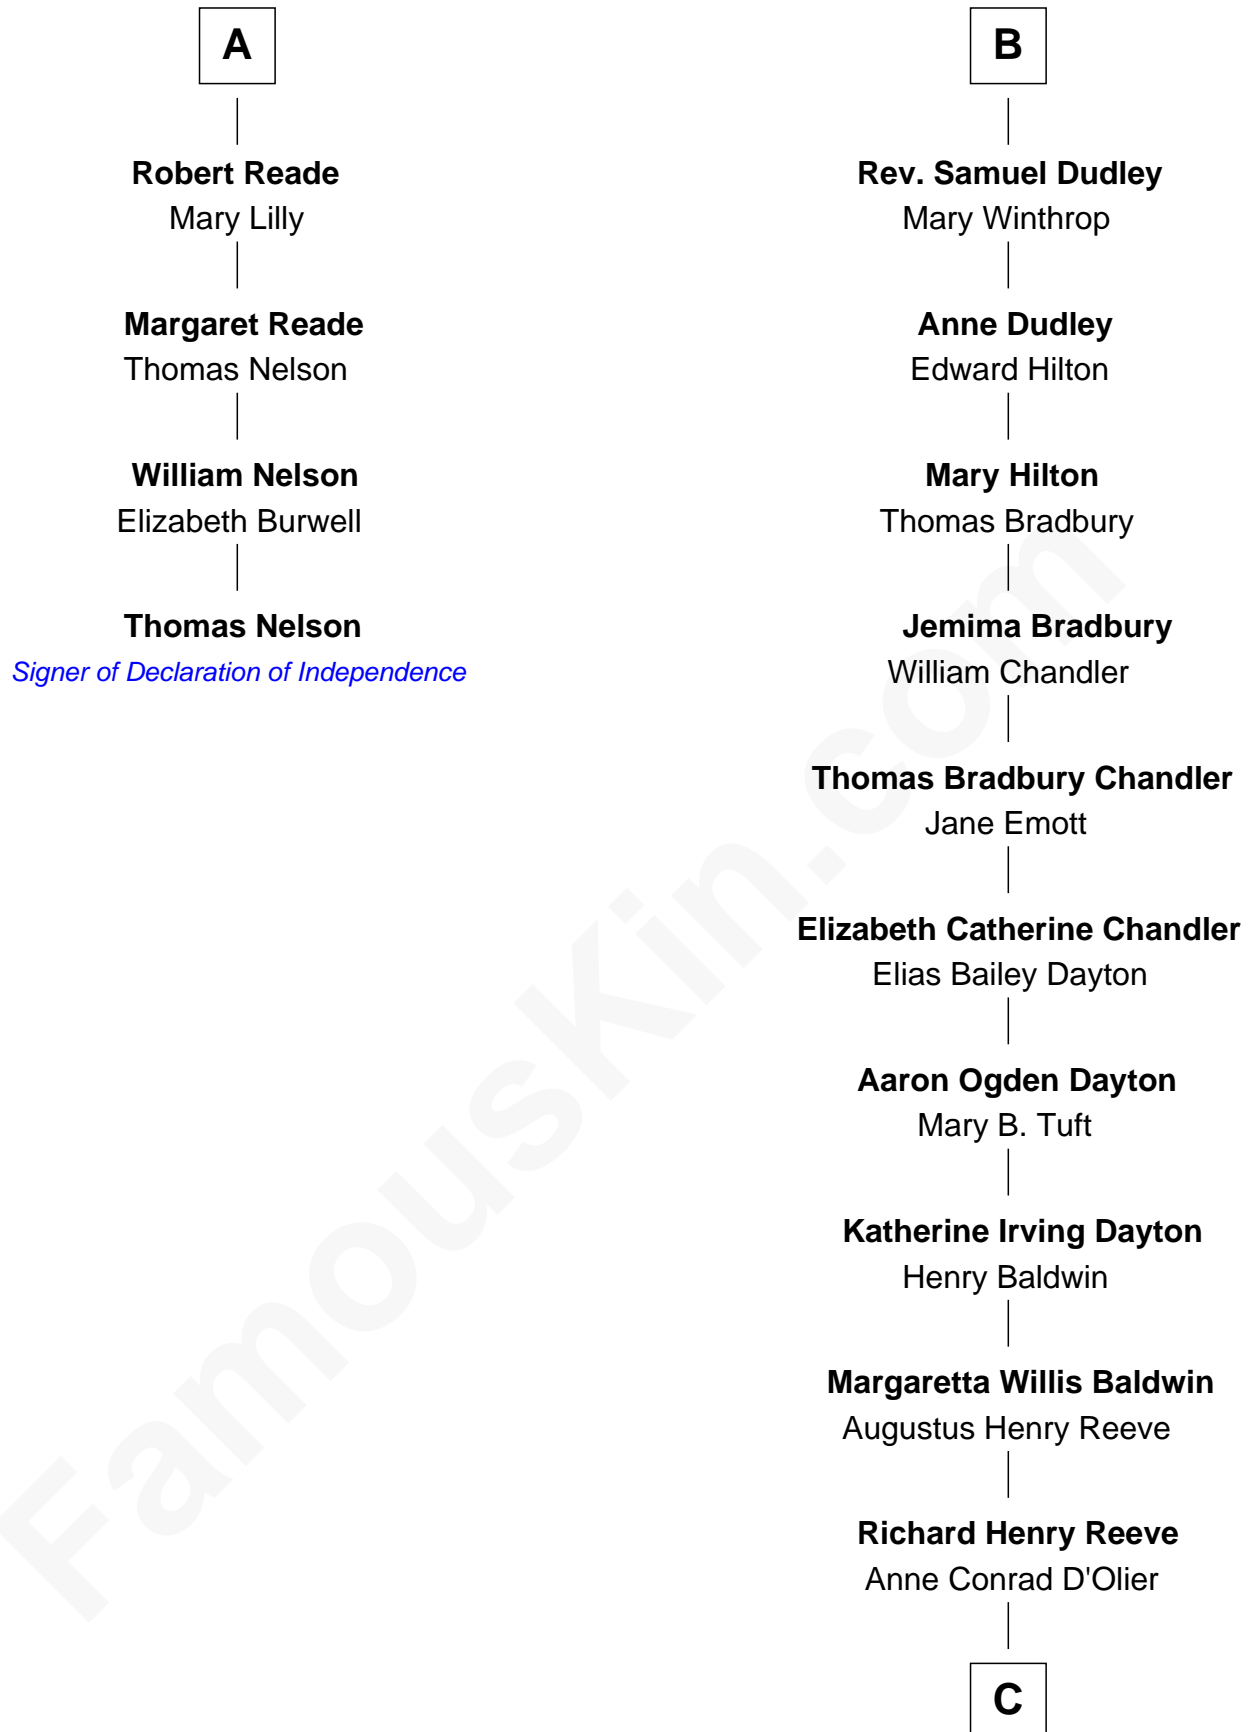 A
Robert Reade
Mary Lilly
Margaret Reade
Thomas Nelson
William Nelson
Elizabeth Burwell
Thomas Nelson
Signer of Declaration of Independence
B
Rev. Samuel Dudley
Mary Winthrop
Anne Dudley
Edward Hilton
Mary Hilton
Thomas Bradbury
Jemima Bradbury
William Chandler
Thomas Bradbury Chandler
Jane Emott
Elizabeth Catherine Chandler
Elias Bailey Dayton
Aaron Ogden Dayton
Mary B. Tuft
Katherine Irving Dayton
Henry Baldwin
Margaretta Willis Baldwin
Augustus Henry Reeve
Richard Henry Reeve
Anne Conrad D'Olier
C
FamousKin.com